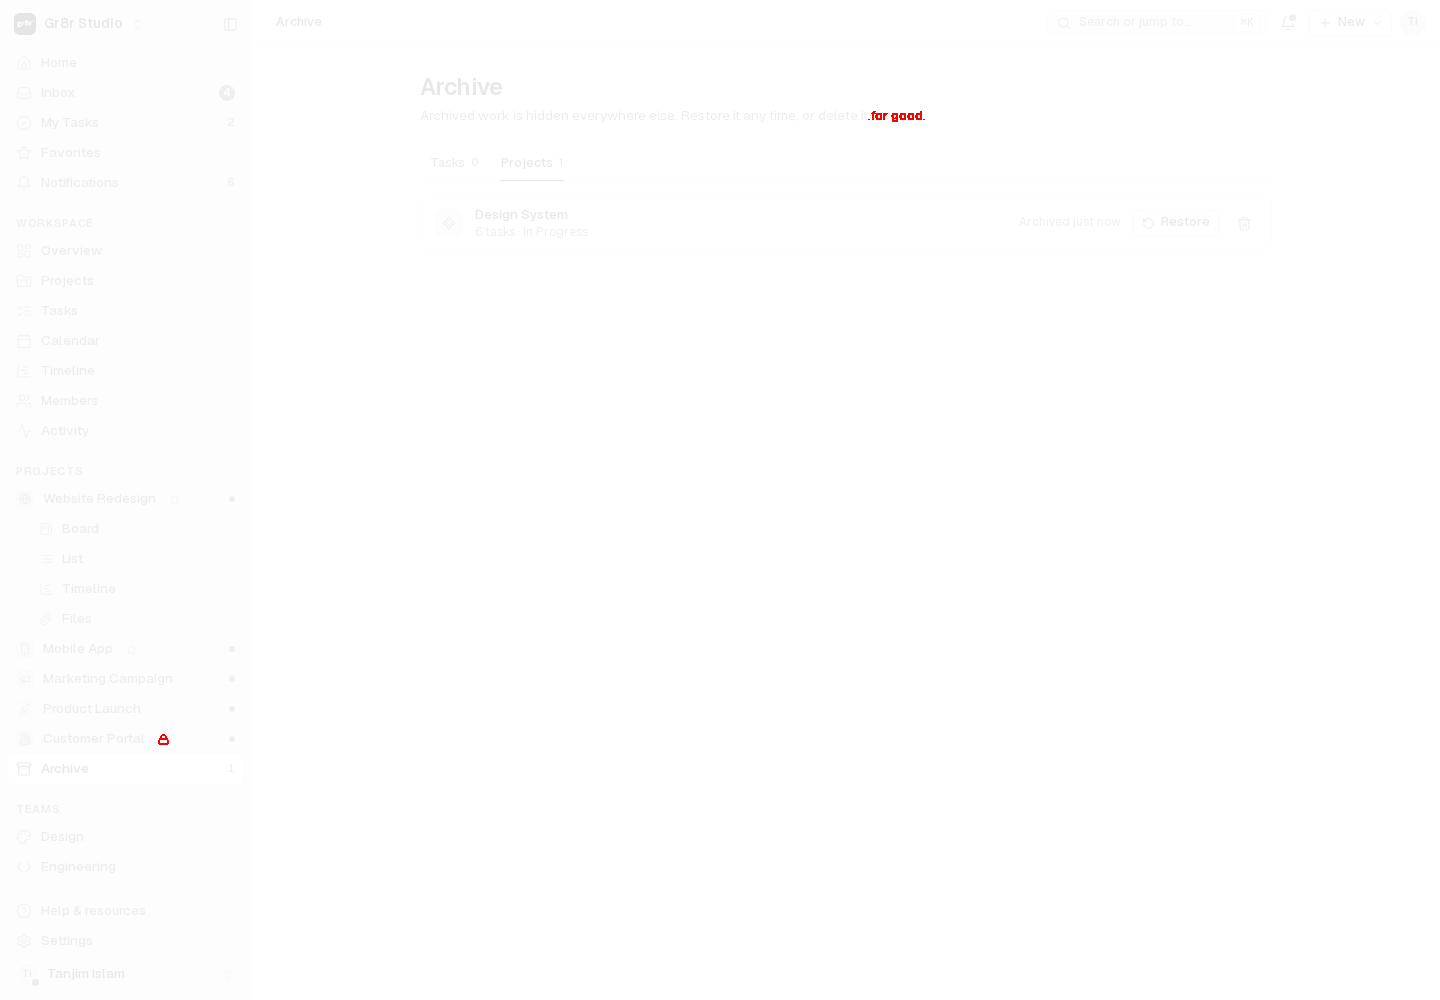 Gr8r Studio
Archive
Search or jump to...
⌘K
New
TI
Home
Inbox 4
My Tasks 2
Favorites
Notifications 6
WORKSPACE
Overview
Projects
Tasks
Calendar
Timeline
Members
Activity
PROJECTS
Website Redesign
Board
List
Timeline
Files
Mobile App
Marketing Campaign
Product Launch
Customer Portal
Archive 1
TEAMS
Design
Engineering
Help & resources
Settings
TI Tanjim Islam
Archive
Archived work is hidden everywhere else. Restore it any time, or delete it for good.
Tasks 0 Projects 1
Design System
6 tasks · In Progress
Archived just now
Restore